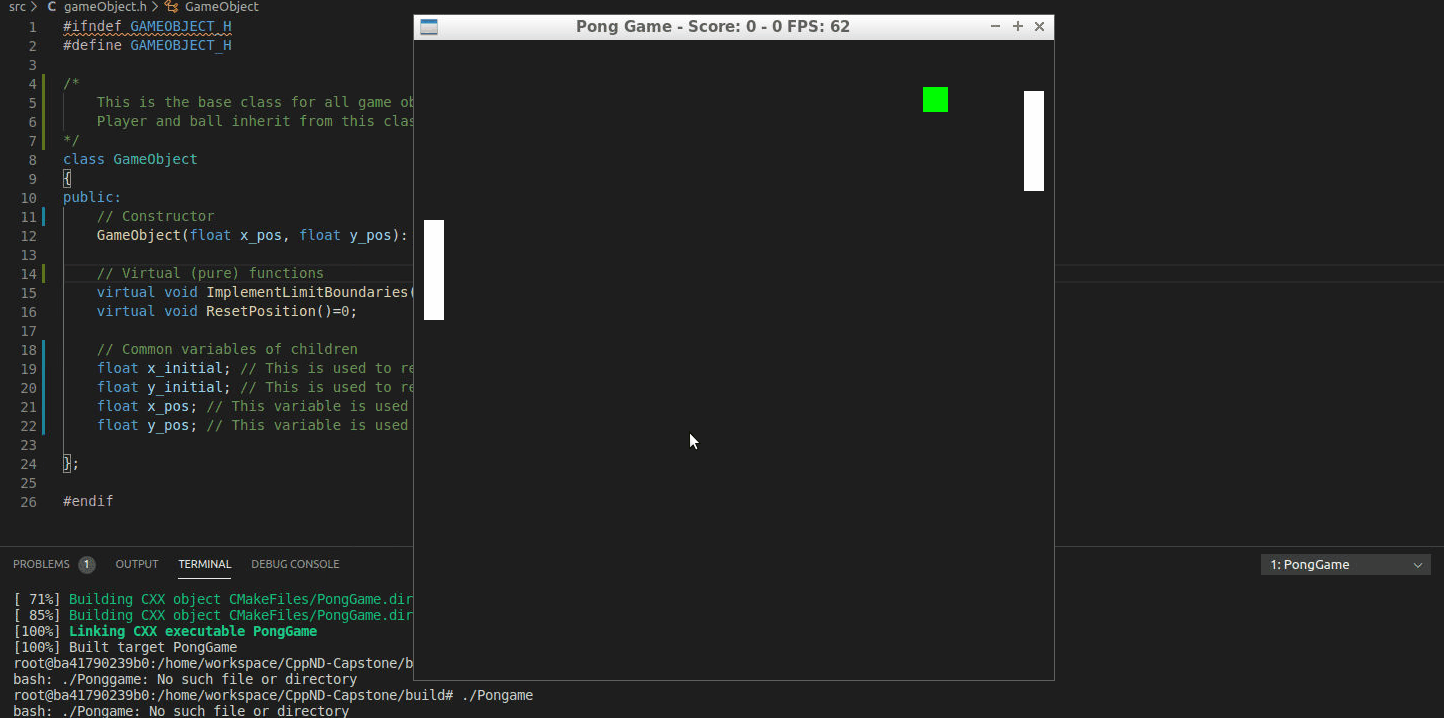 src > C gameObject.h > GameObject
1 #ifndef GAMEOBJECT_H
2 #define GAMEOBJECT_H
3
4 /*
5 This is the base class for all game ob
6 Player and ball inherit from this clas
7 */
8 class GameObject
9 {
10 public:
11 // Constructor
12 GameObject(float x_pos, float y_pos):
13
14 // Virtual (pure) functions
15 virtual void ImplementLimitBoundaries(
16 virtual void ResetPosition()=0;
17
18 // Common variables of children
19 float x_initial; // This is used to re
20 float y_initial; // This is used to re
21 float x_pos; // This variable is used
22 float y_pos; // This variable is used
23
24 };
25
26 #endif
Pong Game - Score: 0 - 0 FPS: 62
PROBLEMS 1 OUTPUT TERMINAL DEBUG CONSOLE 1: PongGame
[ 71%] Building CXX object CMakeFiles/PongGame.dir
[ 85%] Building CXX object CMakeFiles/PongGame.dir
[100%] Linking CXX executable PongGame
[100%] Built target PongGame
root@ba41790239b0:/home/workspace/CppND-Capstone/b
bash: ./Ponggame: No such file or directory
root@ba41790239b0:/home/workspace/CppND-Capstone/build# ./Pongame
bash: ./Pongame: No such file or directory